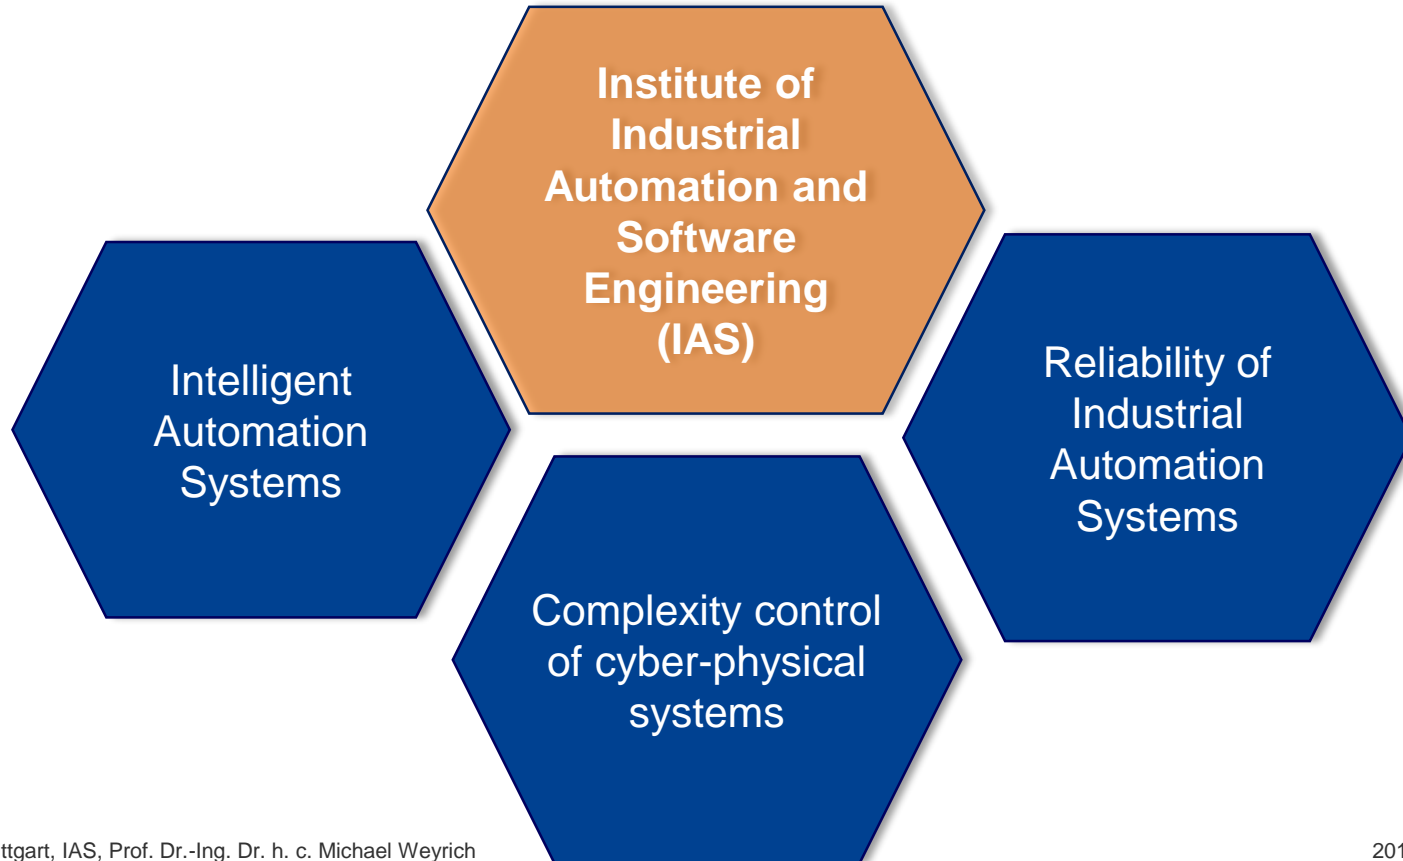 Institute of
Industrial
Automation and
Software
Engineering
(IAS)
Intelligent
Automation
Systems
Reliability of
Industrial
Automation
Systems
Complexity control
of cyber-physical
systems
ttgart, IAS, Prof. Dr.-Ing. Dr. h. c. Michael Weyrich
201